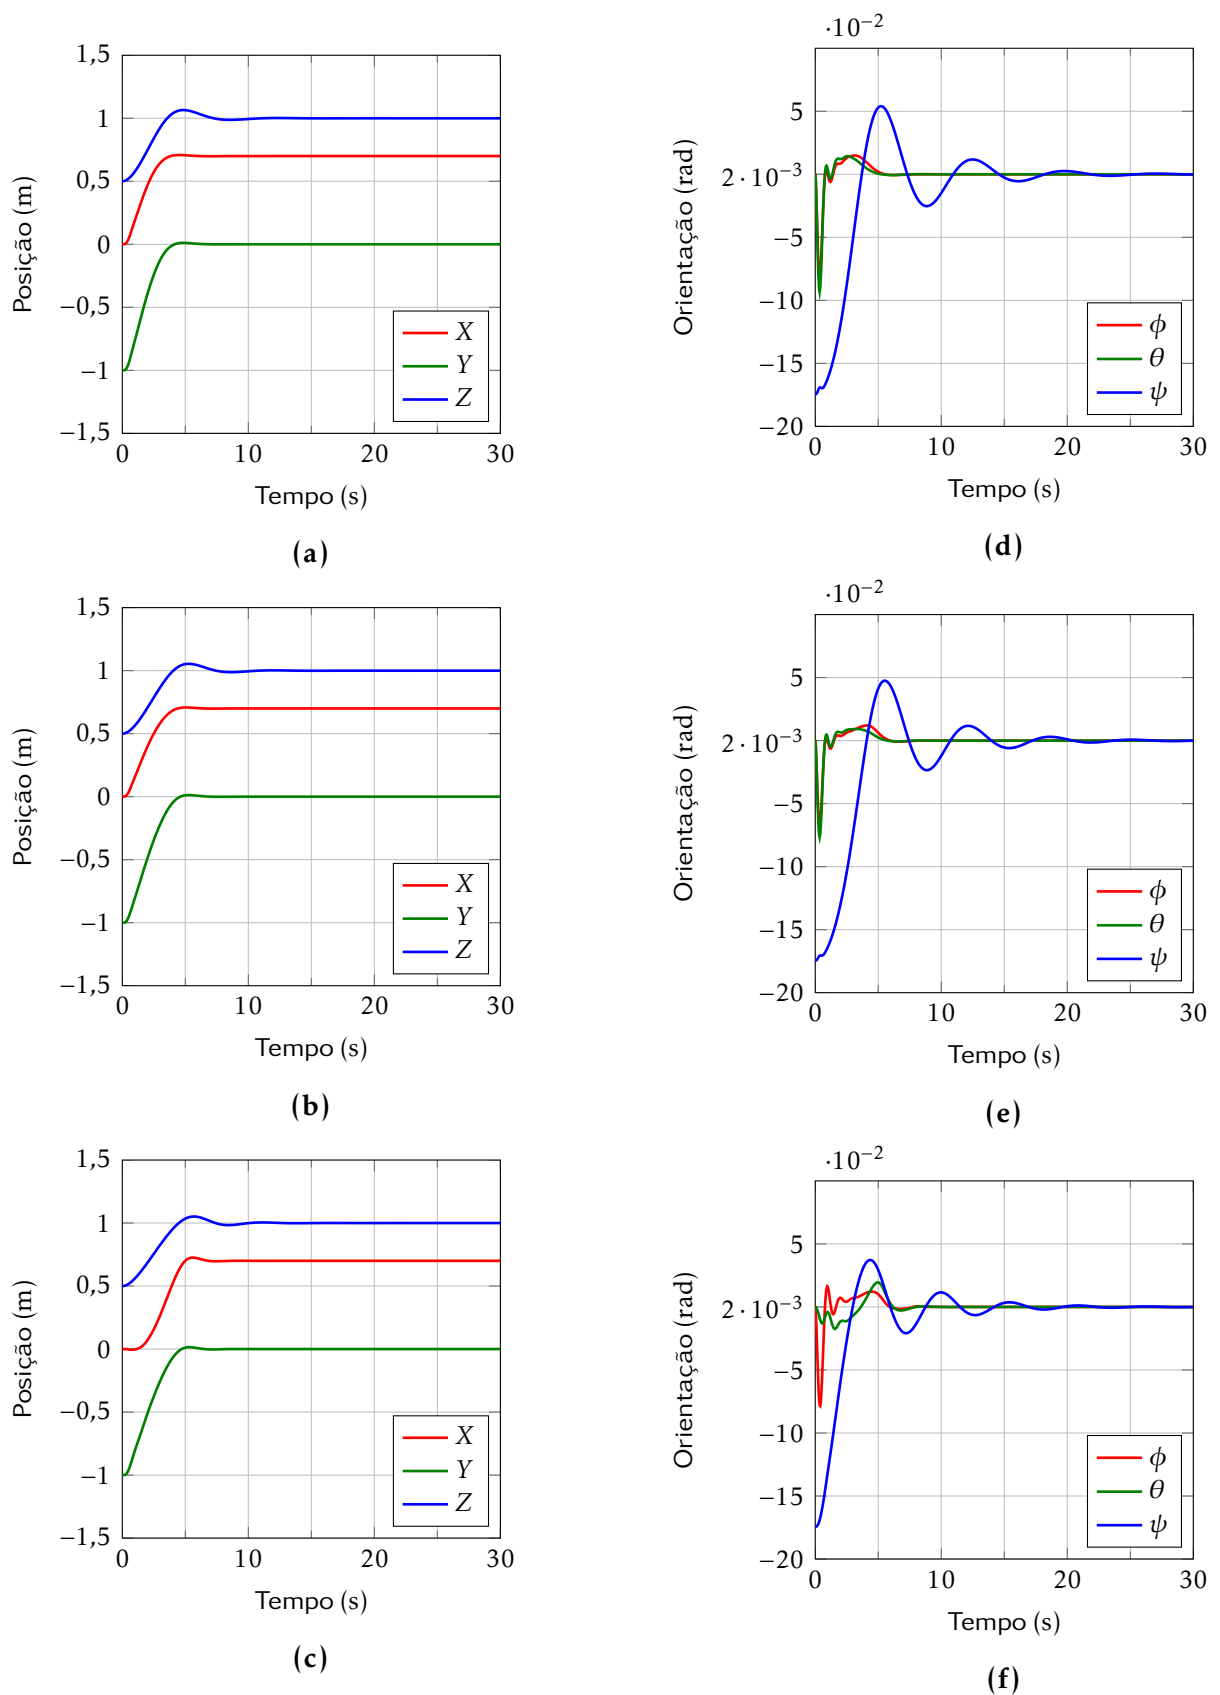 1,5
1
0,5
0
−0,5
−1
−1,5
Posição (m)
0 10 20 30
Tempo (s)
X
Y
Z
(a)
·10⁻²
5
2 · 10⁻³
−5
−10
−15
−20
Orientação (rad)
0 10 20 30
Tempo (s)
ϕ
θ
ψ
(d)
1,5
1
0,5
0
−0,5
−1
−1,5
Posição (m)
0 10 20 30
Tempo (s)
X
Y
Z
(b)
·10⁻²
5
2 · 10⁻³
−5
−10
−15
−20
Orientação (rad)
0 10 20 30
Tempo (s)
ϕ
θ
ψ
(e)
1,5
1
0,5
0
−0,5
−1
−1,5
Posição (m)
0 10 20 30
Tempo (s)
X
Y
Z
(c)
·10⁻²
5
2 · 10⁻³
−5
−10
−15
−20
Orientação (rad)
0 10 20 30
Tempo (s)
ϕ
θ
ψ
(f)